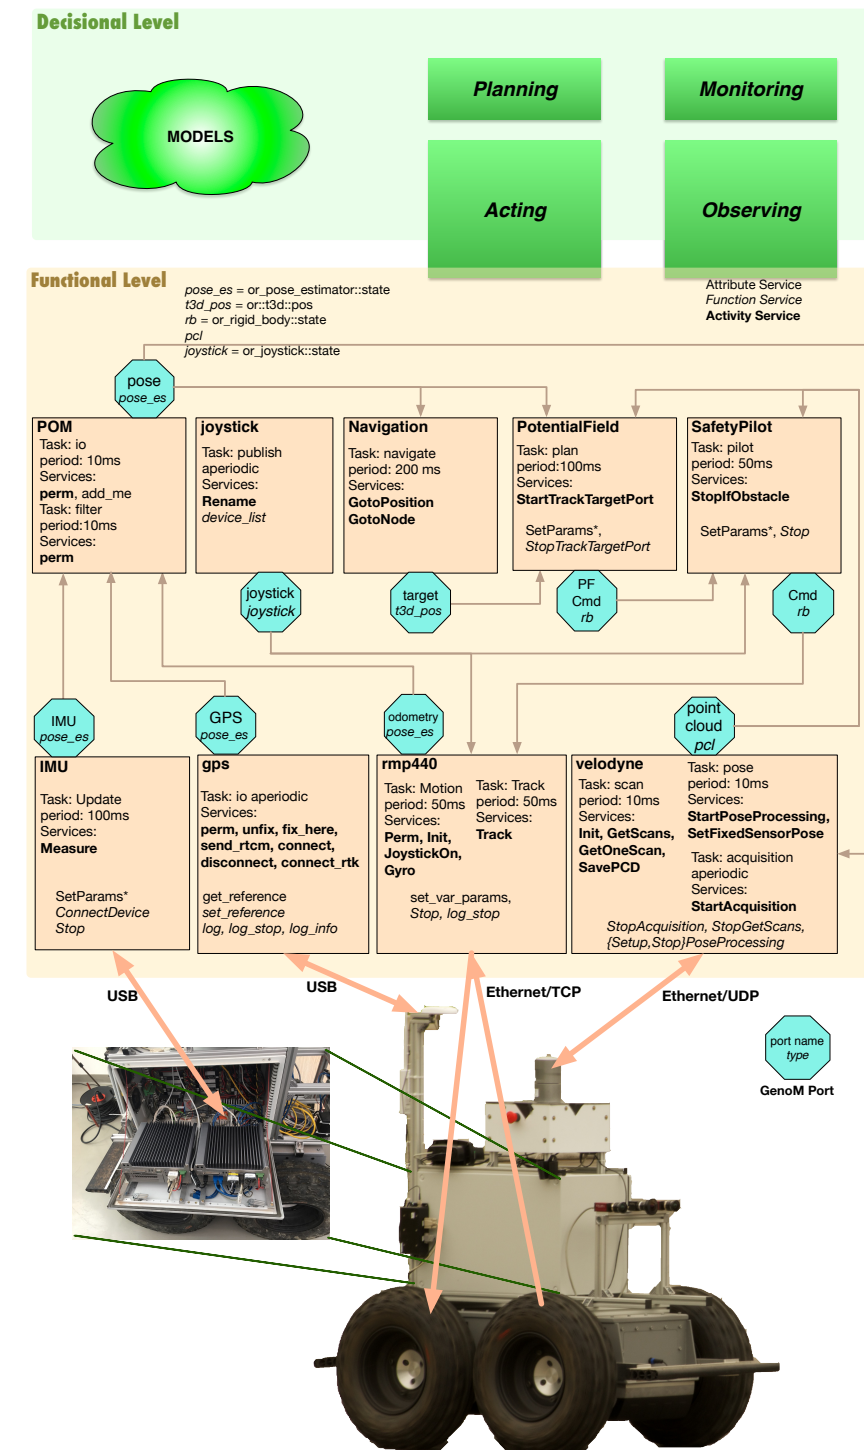 Decisional Level
MODELS
Planning
Monitoring
Acting
Observing
Functional Level
pose_es = or_pose_estimator::state
t3d_pos = or::t3d::pos
rb = or_rigid_body::state
pcl
joystick = or_joystick::state
Attribute Service
Function Service
Activity Service
pose
pose_es
POM
Task: io
period: 10ms
Services:
perm, add_me
Task: filter
period:10ms
Services:
perm
joystick
Task: publish
aperiodic
Services:
Rename
device_list
Navigation
Task: navigate
period: 200 ms
Services:
GotoPosition
GotoNode
PotentialField
Task: plan
period:100ms
Services:
StartTrackTargetPort
SetParams*,
StopTrackTargetPort
SafetyPilot
Task: pilot
period: 50ms
Services:
StopIfObstacle
SetParams*, Stop
joystick
joystick
target
t3d_pos
PF
Cmd
rb
Cmd
rb
IMU
pose_es
GPS
pose_es
odometry
pose_es
point
cloud
pcl
IMU
Task: Update
period: 100ms
Services:
Measure
SetParams*
ConnectDevice
Stop
gps
Task: io aperiodic
Services:
perm, unfix, fix_here,
send_rtcm, connect,
disconnect, connect_rtk
get_reference
set_reference
log, log_stop, log_info
rmp440
Task: Motion
period: 50ms
Services:
Perm, Init,
JoystickOn,
Gyro
Task: Track
period: 50ms
Services:
Track
set_var_params,
Stop, log_stop
velodyne
Task: scan
period: 10ms
Services:
Init, GetScans,
GetOneScan,
SavePCD
Task: pose
period: 10ms
Services:
StartPoseProcessing,
SetFixedSensorPose
Task: acquisition
aperiodic
Services:
StartAcquisition
StopAcquisition, StopGetScans,
{Setup,Stop}PoseProcessing
USB
USB
Ethernet/TCP
Ethernet/UDP
port name
type
GenoM Port